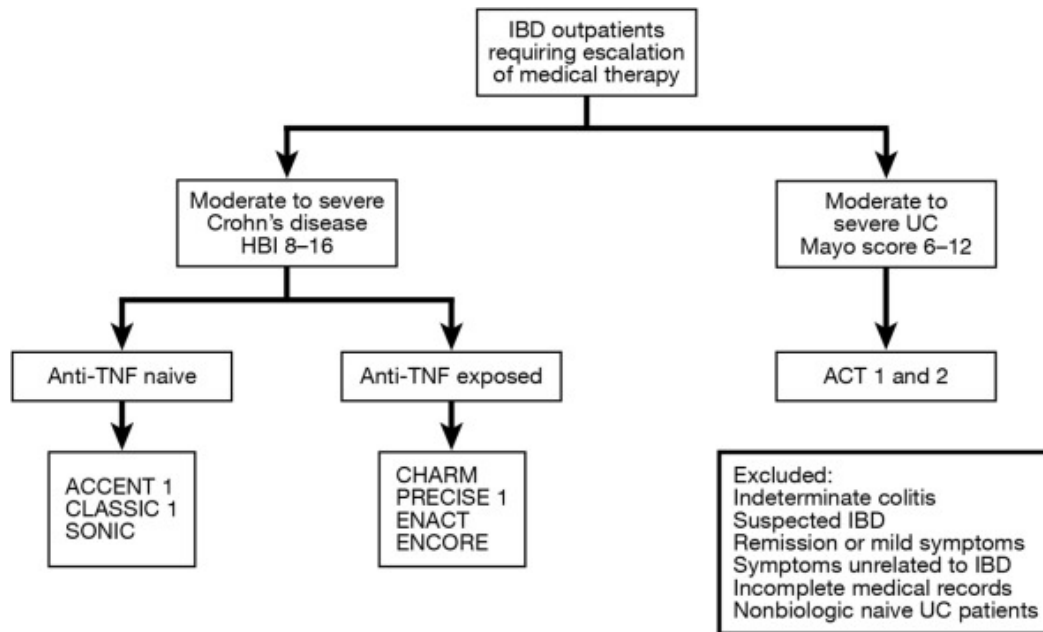 IBD outpatients
requiring escalation
of medical therapy
Moderate to severe
Crohn's disease
HBI 8–16
Moderate to
severe UC
Mayo score 6–12
Anti-TNF naive
Anti-TNF exposed
ACT 1 and 2
ACCENT 1
CLASSIC 1
SONIC
CHARM
PRECISE 1
ENACT
ENCORE
Excluded:
Indeterminate colitis
Suspected IBD
Remission or mild symptoms
Symptoms unrelated to IBD
Incomplete medical records
Nonbiologic naive UC patients